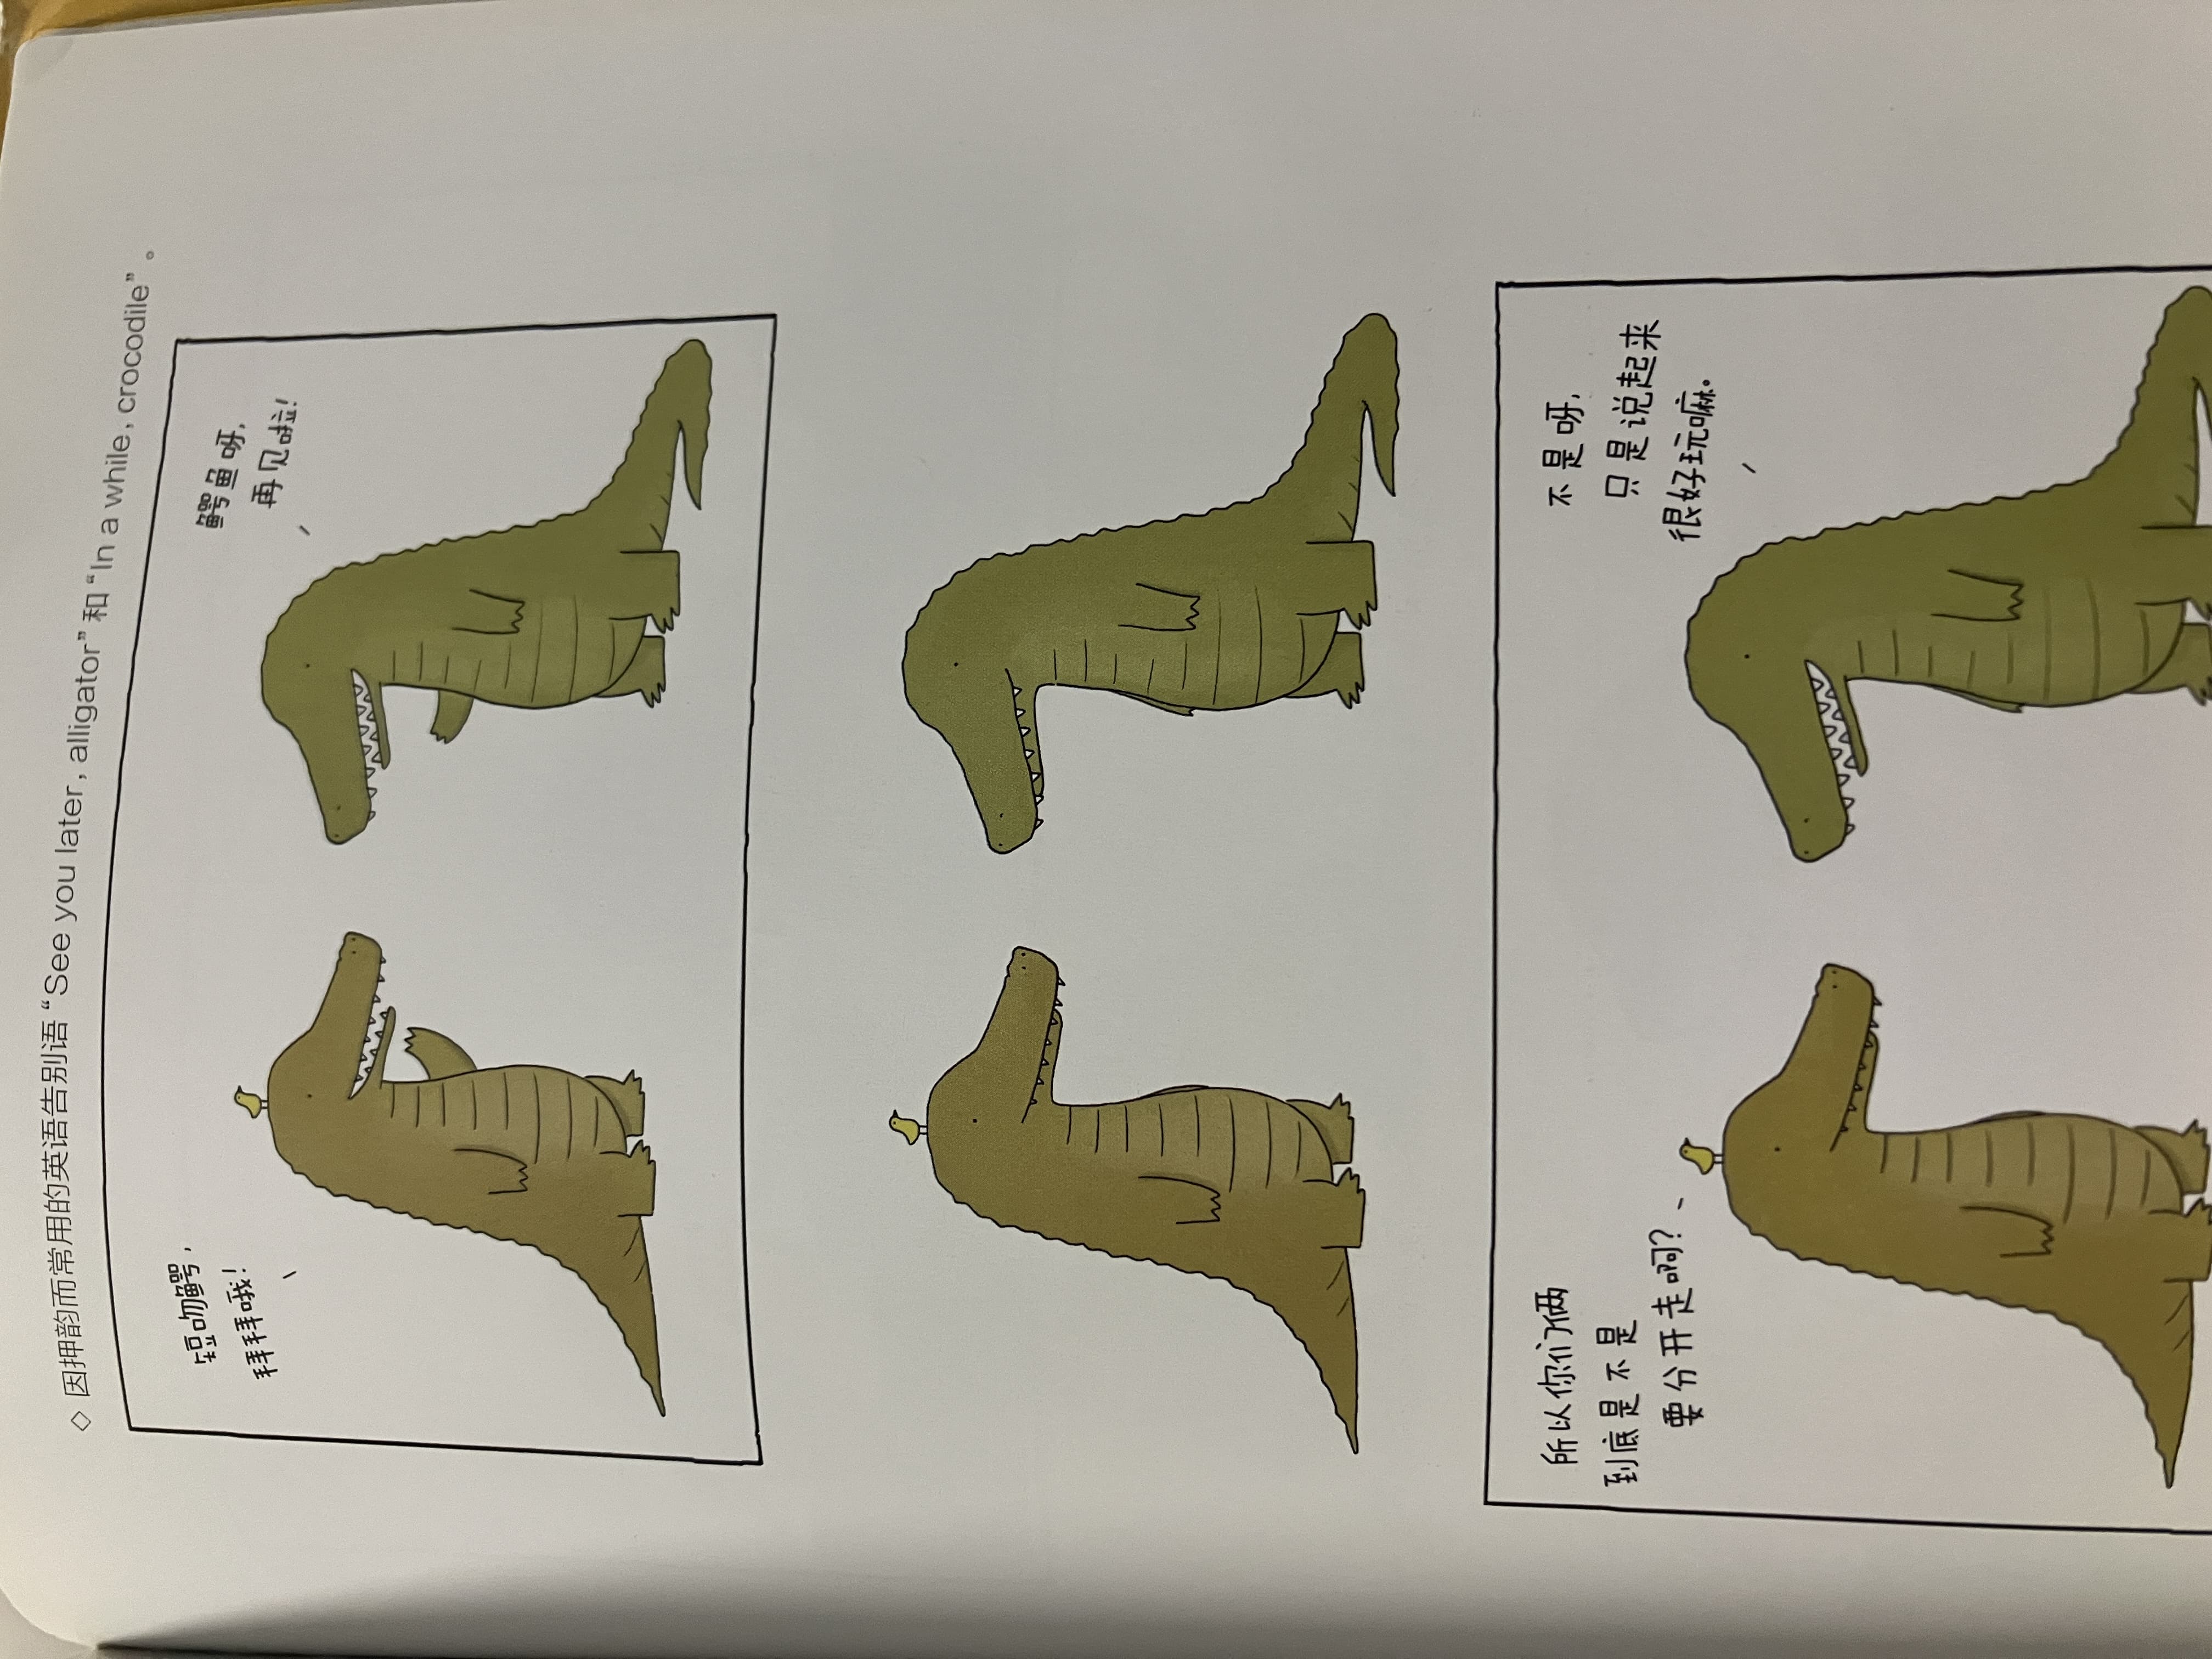 ◇ 因押韵而常用的英语告别语“See you later, alligator”和“In a while, crocodile”。
短吻鳄，
拜拜哦！
鳄鱼呀，
再见啦！
所以你们俩
到底是不是
要分开走啊？
不是呀，
只是说起来
很好玩嘛。